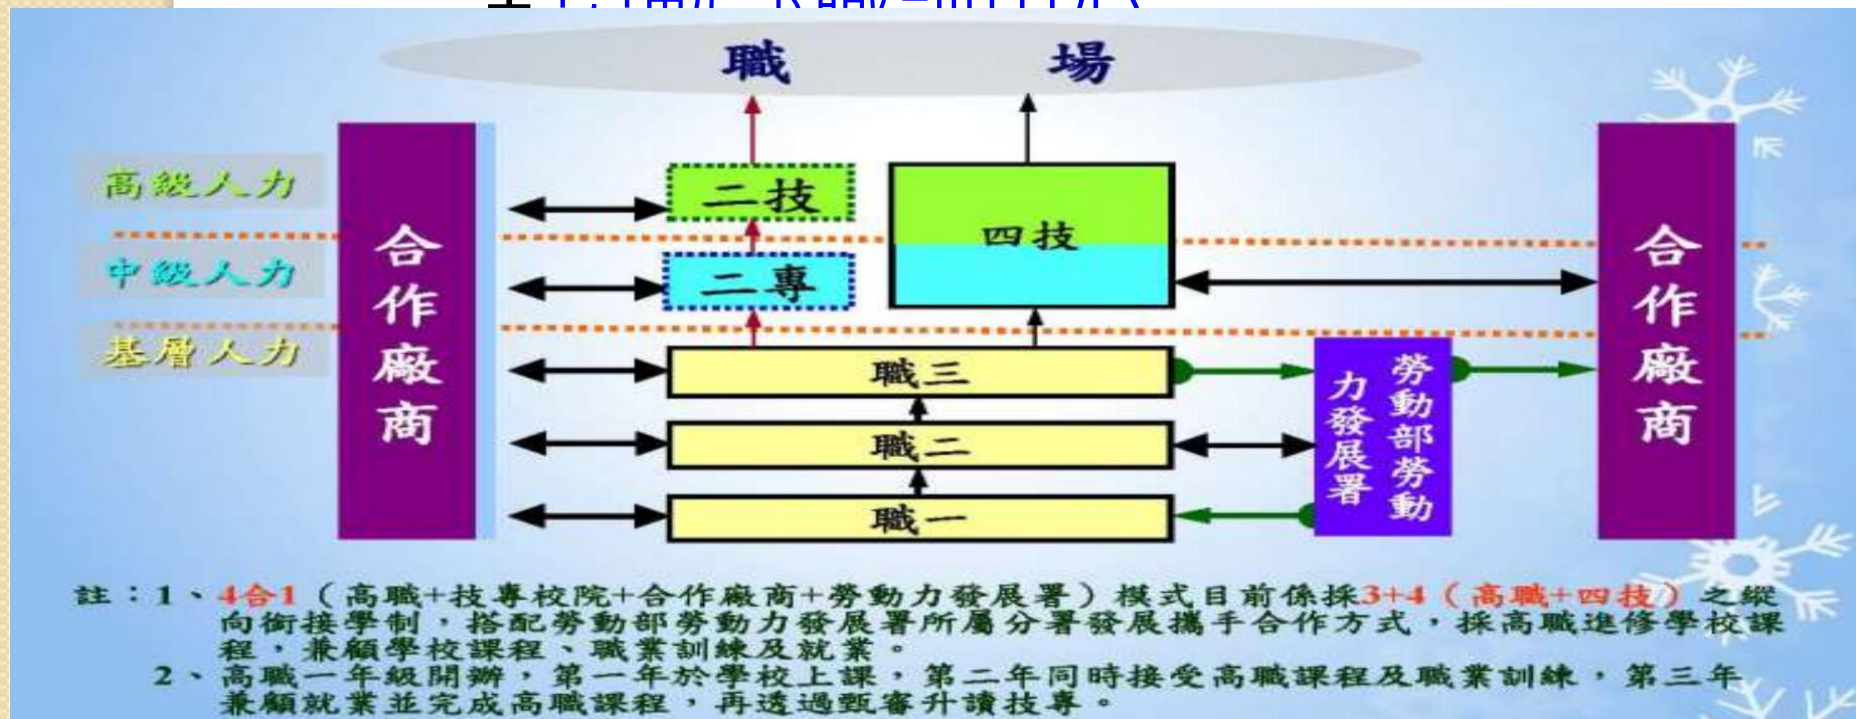 職 場
高級人力
中級人力
基層人力
合作廠商
二技
二專
四技
職三
職二
職一
勞動部勞動
力發展署
合作廠商
註：1、4合1（高職+技專校院+合作廠商+勞動力發展署）模式目前係採3+4（高職+四技）之縱
向銜接學制，搭配勞動部勞動力發展署所屬分署發展攜手合作方式，採高職進修學校課
程，兼顧學校課程、職業訓練及就業。
2、高職一年級開辦，第一年於學校上課，第二年同時接受高職課程及職業訓練，第三年
兼顧就業並完成高職課程，再透過甄審升讀技專。